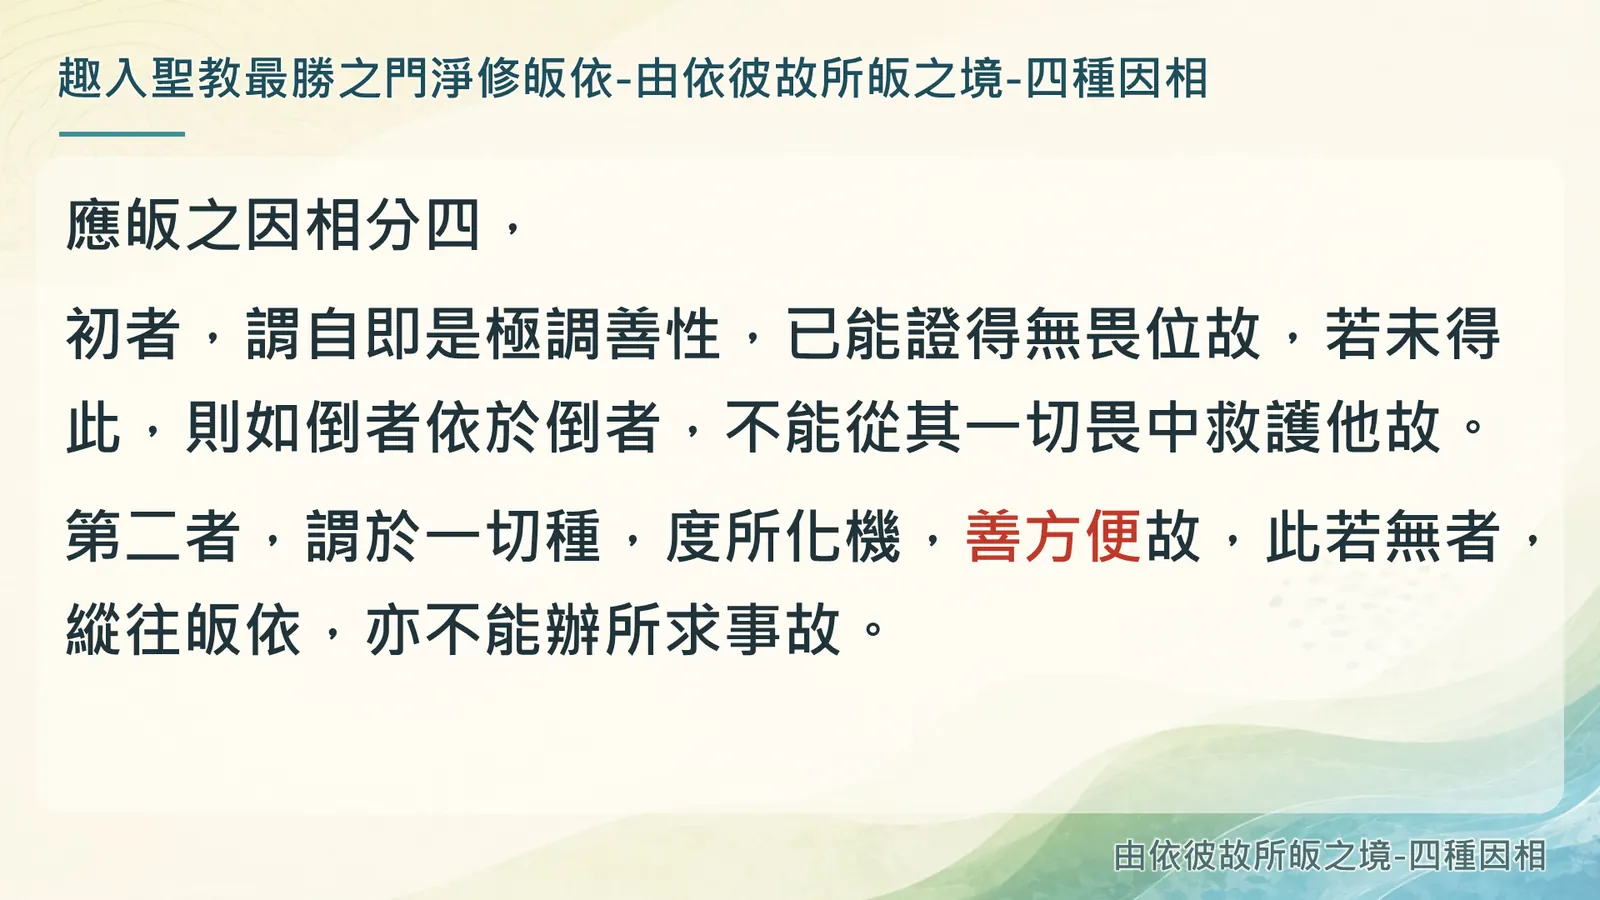 趣入聖教最勝之門淨修皈依-由依彼故所皈之境-四種因相
應皈之因相分四，
初者，謂自即是極調善性，已能證得無畏位故，若未得
此，則如倒者依於倒者，不能從其一切畏中救護他故。
第二者，謂於一切種，度所化機，善方便故，此若無者，
縱往皈依，亦不能辦所求事故。
由依彼故所皈之境-四種因相